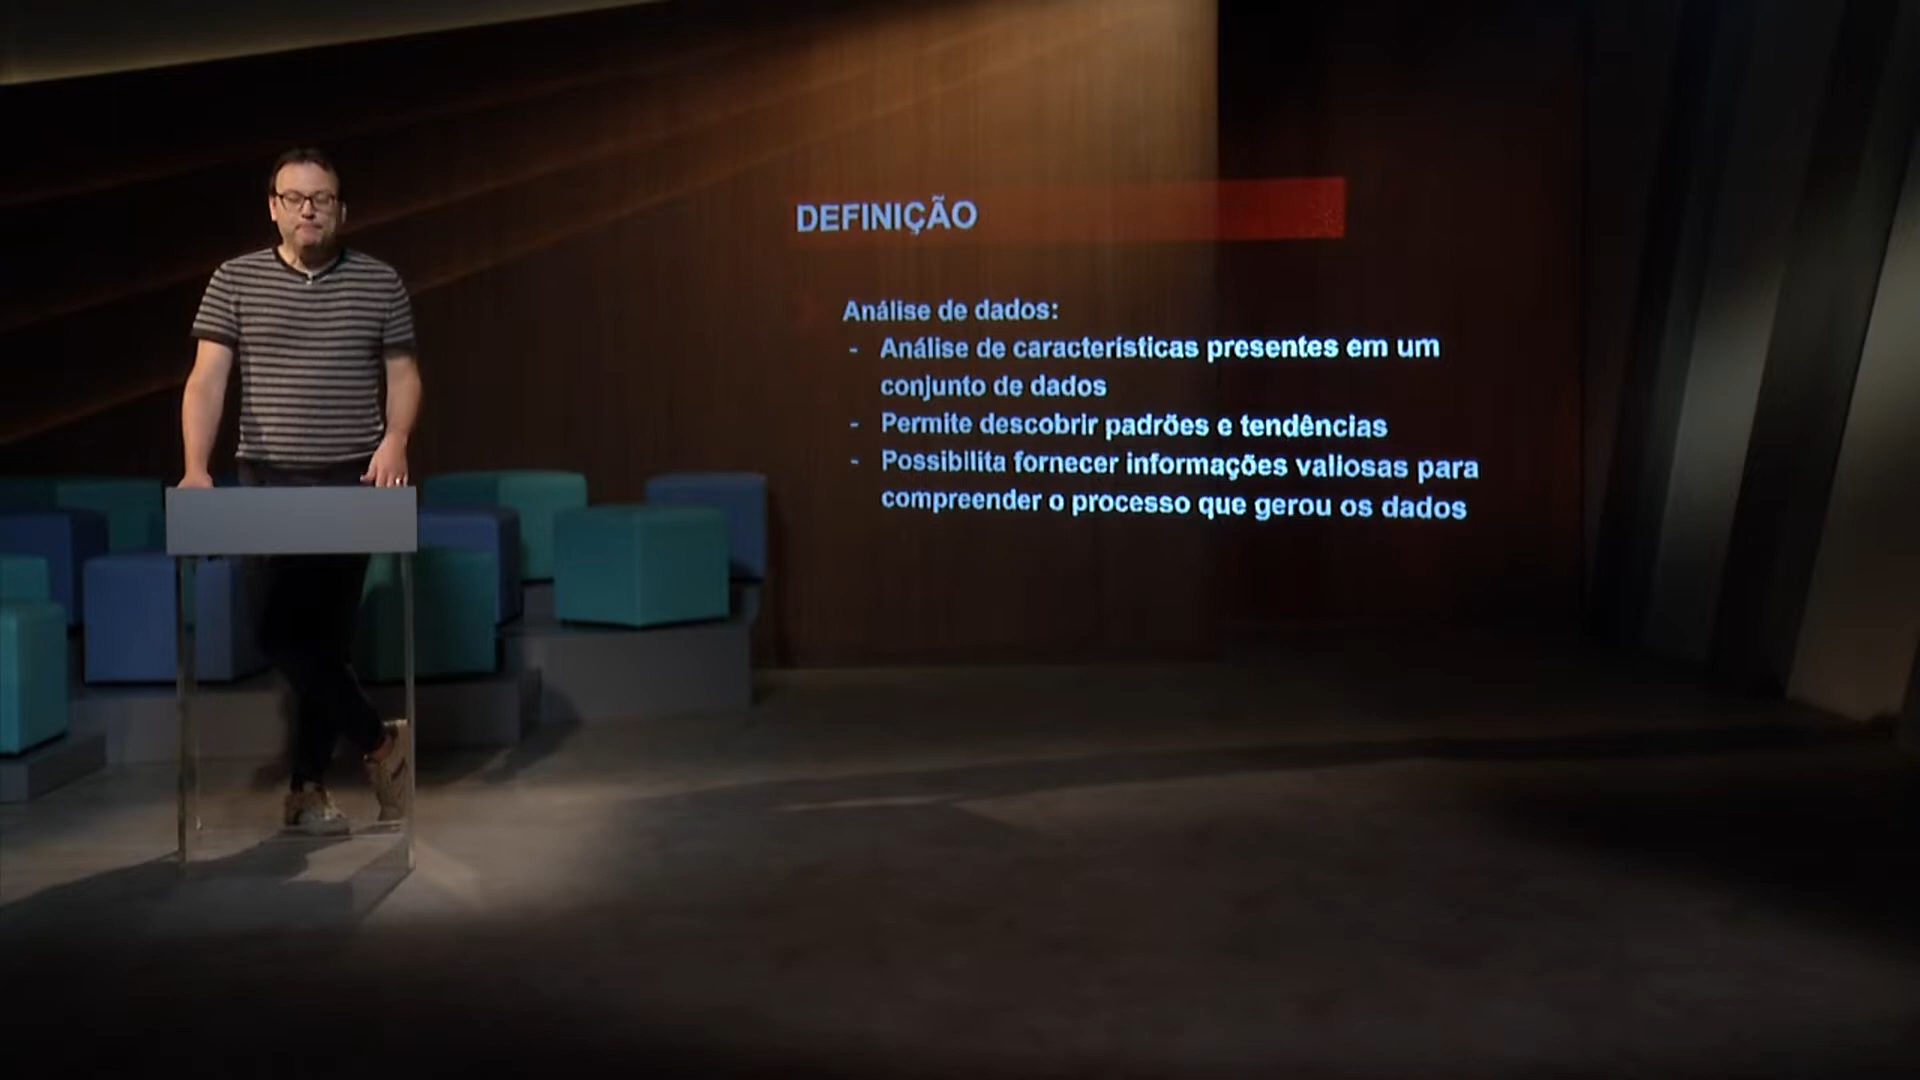 DEFINIÇÃO
Análise de dados:
- Análise de características presentes em um
conjunto de dados
- Permite descobrir padrões e tendências
- Possibilita fornecer informações valiosas para
compreender o processo que gerou os dados